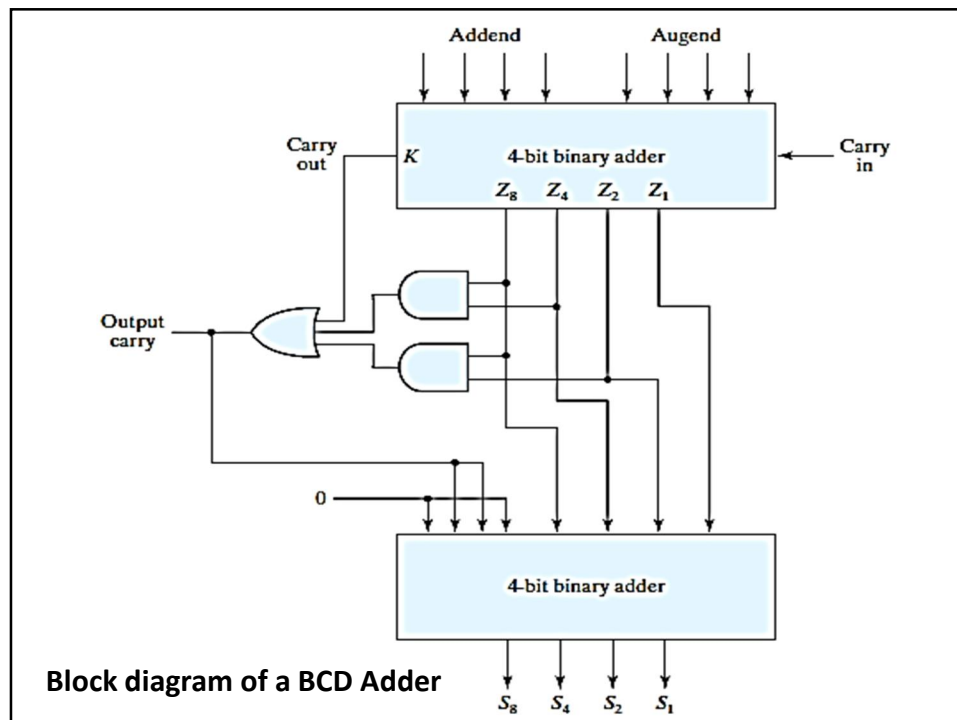 Addend Augend
Carry out
K 4-bit binary adder
Carry in
Z₈ Z₄ Z₂ Z₁
Output carry
0
4-bit binary adder
Block diagram of a BCD Adder
S₈ S₄ S₂ S₁